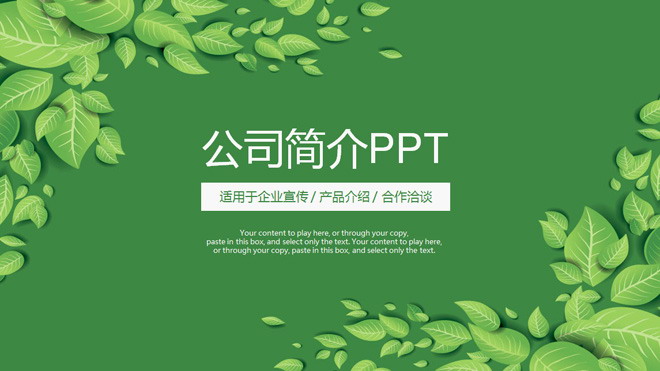 公司简介PPT
适用于企业宣传 / 产品介绍 / 合作洽谈
Your content to play here, or through your copy,
paste in this box, and select only the text. Your content to play here,
or through your copy, paste in this box, and select only the text.